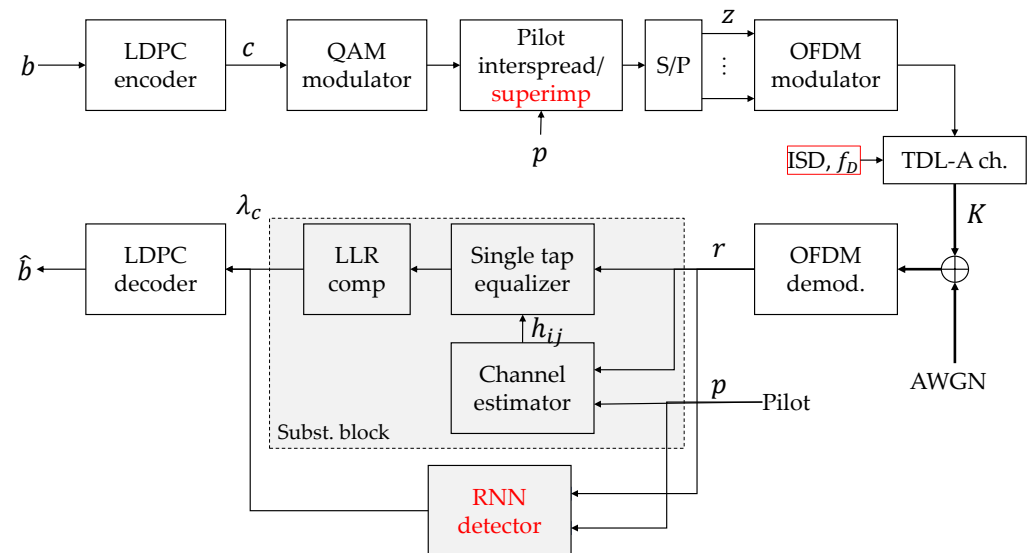 b
LDPC
encoder
c
QAM
modulator
Pilot
interspread/
superimp
p
S/P
z
⋮
OFDM
modulator
ISD, f_D
TDL-A ch.
K
AWGN
OFDM
demod.
r
Single tap
equalizer
LLR
comp
λ_c
LDPC
decoder
b̂
h_ij
Channel
estimator
p
Pilot
Subst. block
RNN
detector